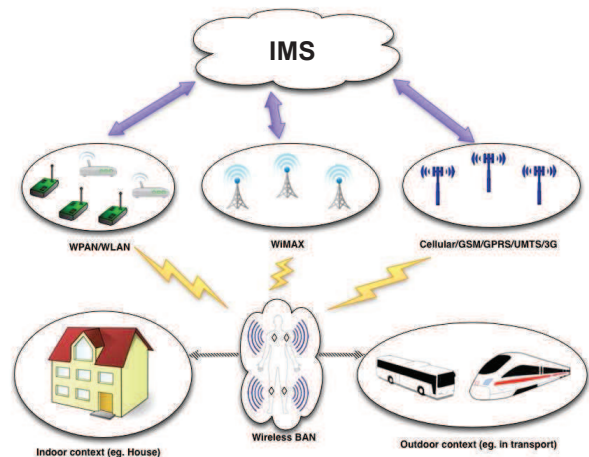 IMS
WPAN/WLAN
WiMAX
Cellular/GSM/GPRS/UMTS/3G
Indoor context (eg. House)
Wireless BAN
Outdoor context (eg. in transport)